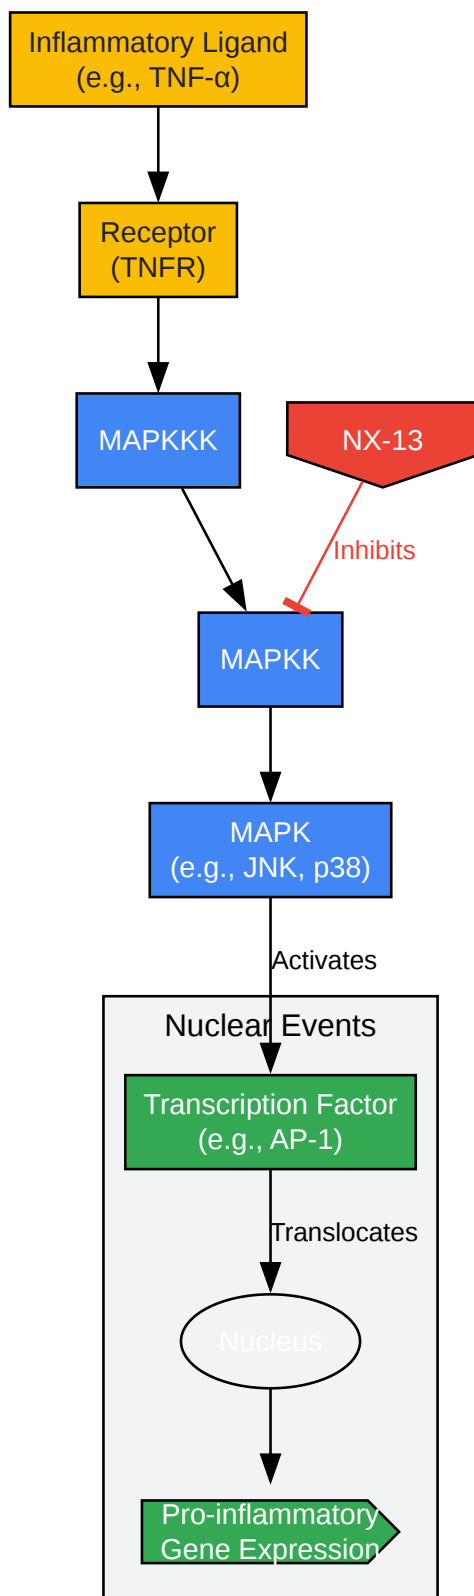 Inflammatory Ligand
(e.g., TNF-α)
Receptor
(TNFR)
MAPKKK
NX-13
Inhibits
MAPKK
MAPK
(e.g., JNK, p38)
Activates
Nuclear Events
Transcription Factor
(e.g., AP-1)
Translocates
Nucleus
Pro-inflammatory
Gene Expression